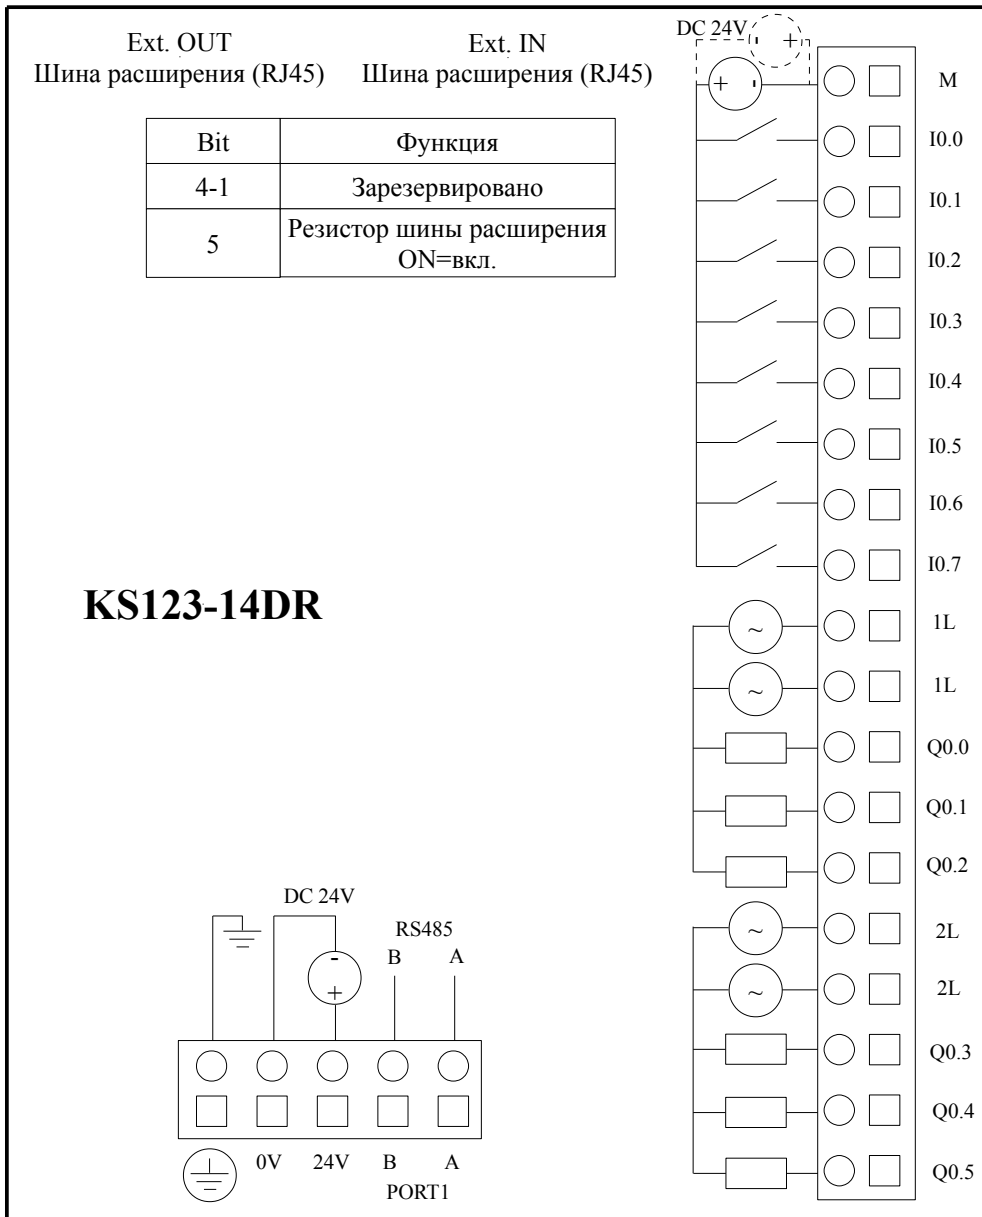 Ext. OUT
Шина расширения (RJ45)
Ext. IN
Шина расширения (RJ45)
Bit Функция
4-1 Зарезервировано
5 Резистор шины расширения
ON=вкл.
KS123-14DR
DC 24V
- +
+ -
M
I0.0
I0.1
I0.2
I0.3
I0.4
I0.5
I0.6
I0.7
~ 1L
~ 1L
Q0.0
Q0.1
Q0.2
~ 2L
~ 2L
Q0.3
Q0.4
Q0.5
DC 24V
-
+
RS485
B A
0V 24V B A
PORT1